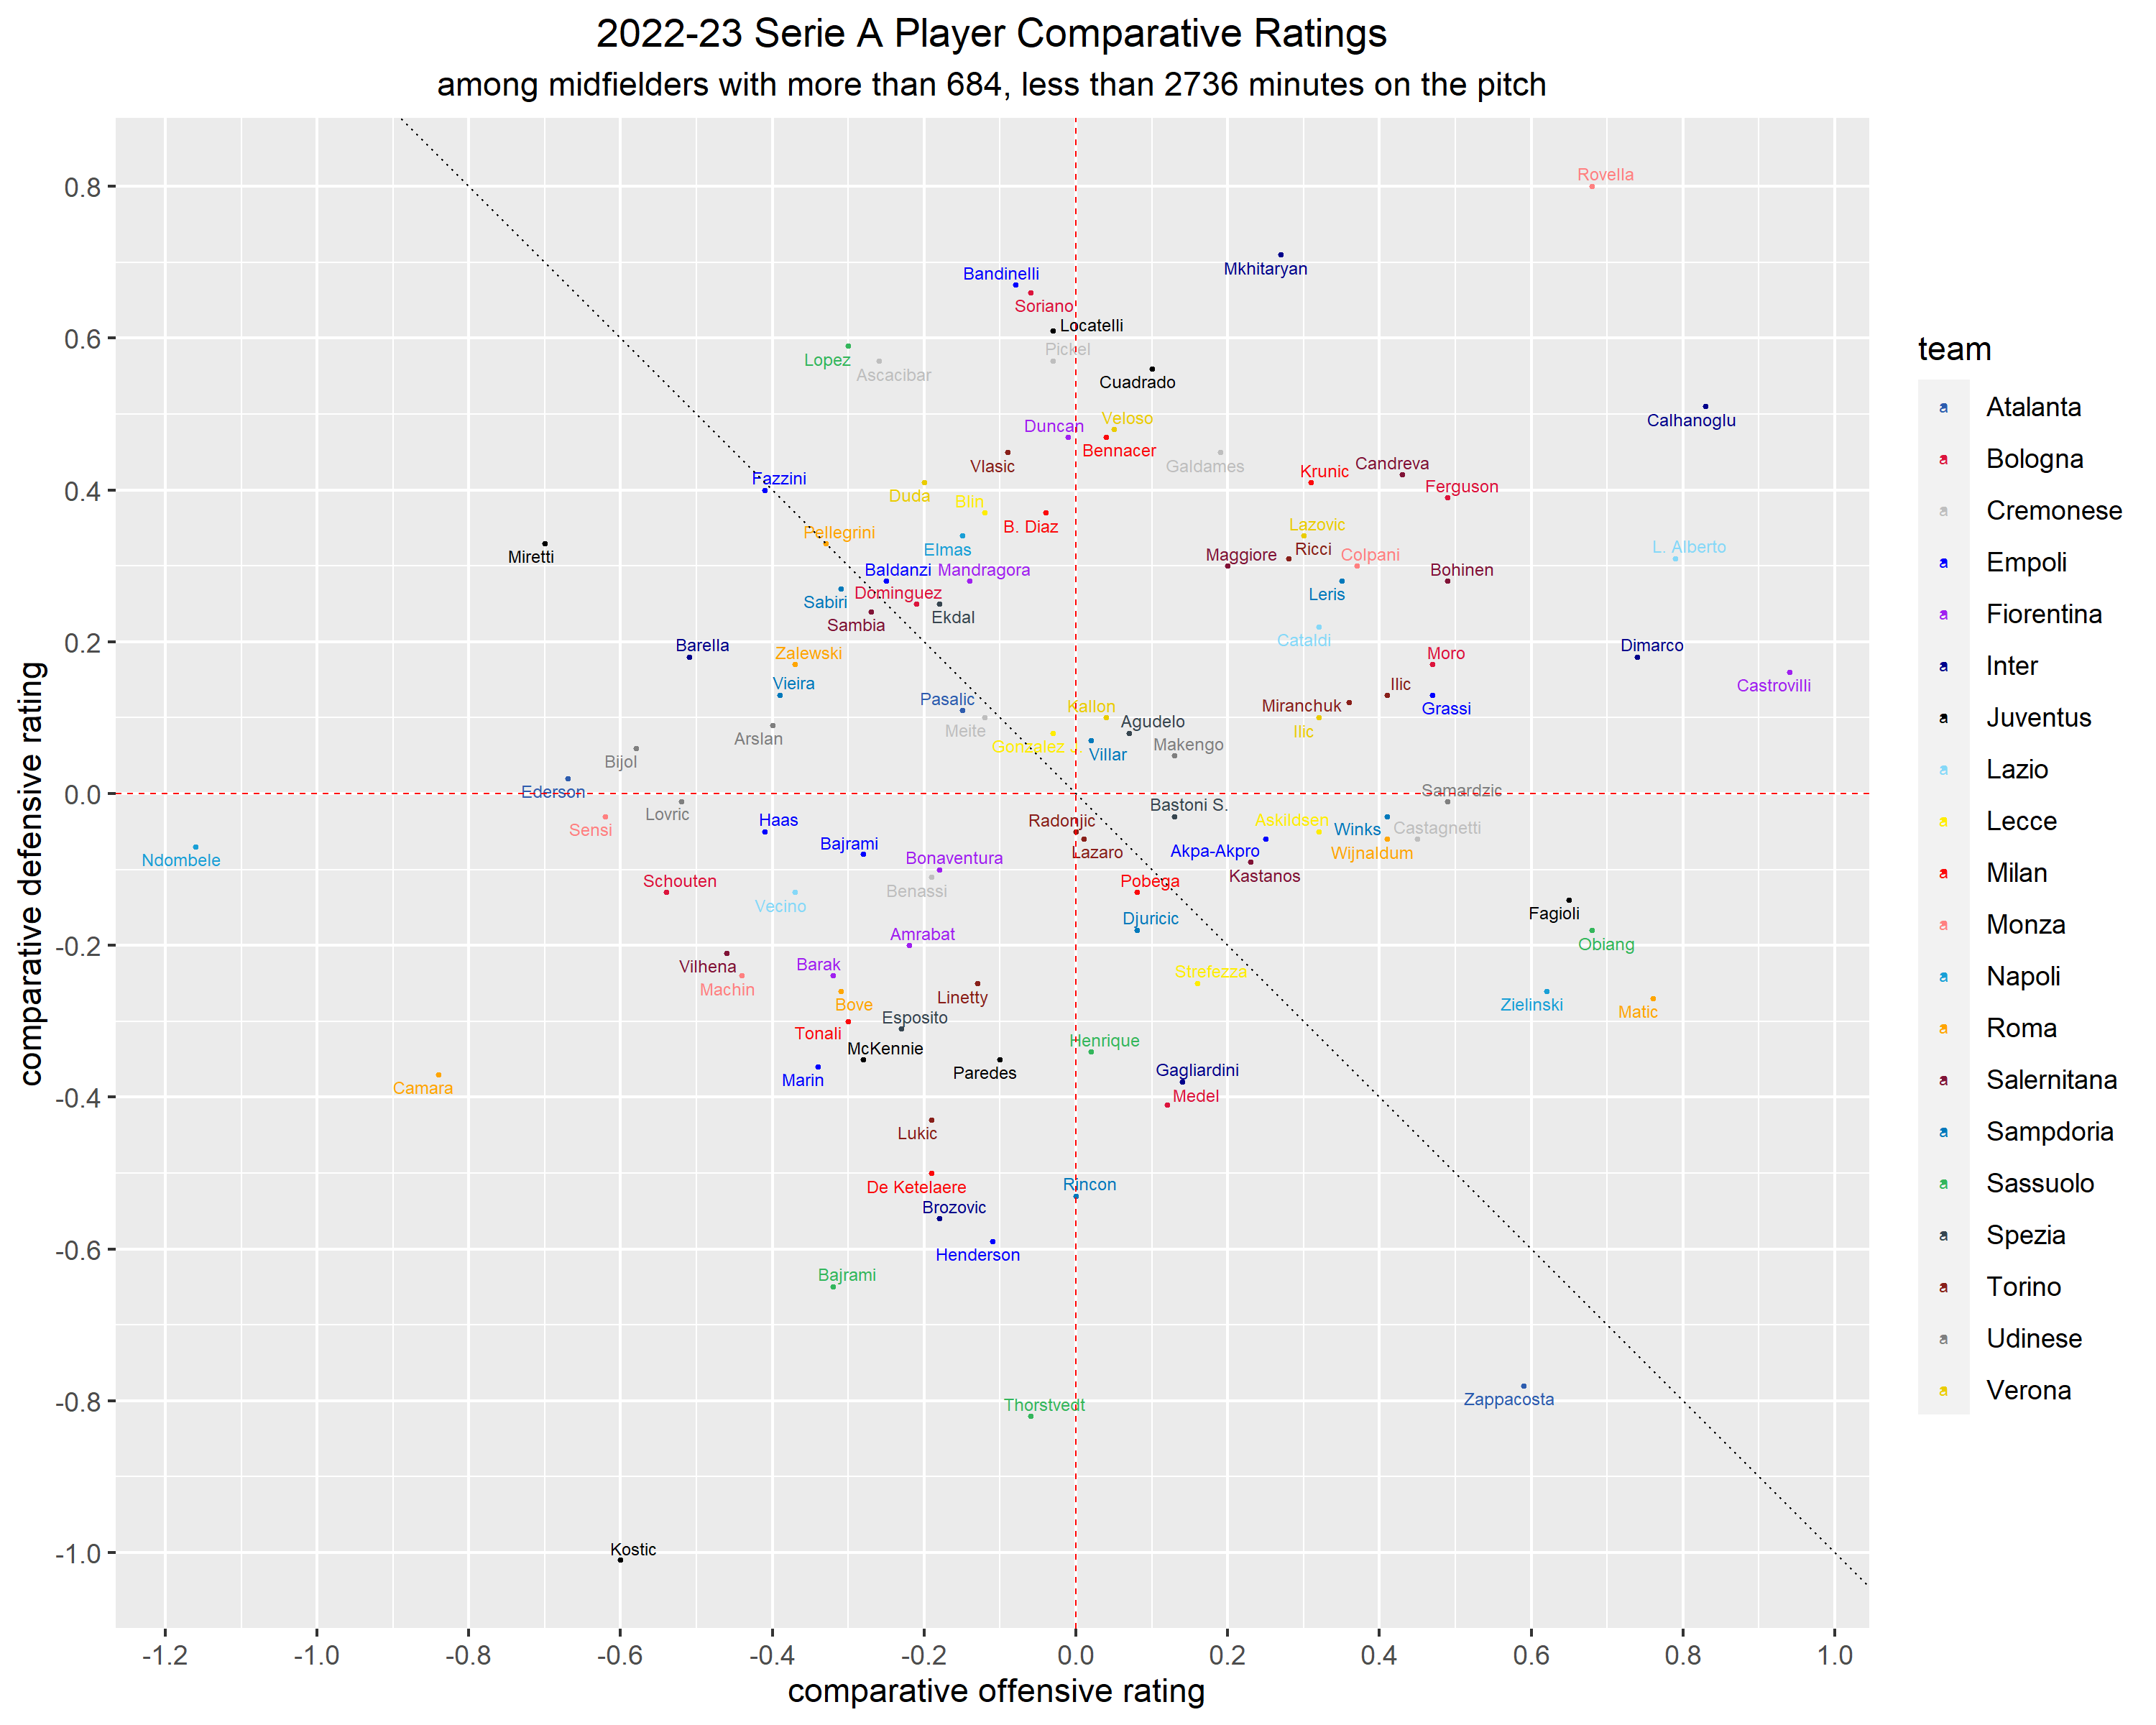 2022-23 Serie A Player Comparative Ratings
among midfielders with more than 684, less than 2736 minutes on the pitch
Rovella
Mkhitaryan
Bandinelli
Soriano
Locatelli
Pickel
Lopez
Ascacibar
Cuadrado
Calhanoglu
Veloso
Duncan
Bennacer
Vlasic
Galdames
Candreva
Krunic
Ferguson
Fazzini
Duda
Blin
B. Diaz
Lazovic
Pellegrini
Miretti
Elmas
Maggiore
Ricci
Colpani
L. Alberto
Baldanzi
Mandragora
Bohinen
Dominguez
Leris
Sabiri
Ekdal
Sambia
Cataldi
Barella
Zalewski
Moro
Dimarco
Vieira
Ilic
Castrovilli
Pasalic
Kallon
Miranchuk
Grassi
Agudelo
Meite
Ilic
Arslan
Gonzalez J.
Villar
Makengo
Bijol
Ederson
Samardzic
Bastoni S.
Lovric
Sensi
Haas
Radonjic
Askildsen
Winks
Castagnetti
Bajrami
Lazaro
Akpa-Akpro
Wijnaldum
Ndombele
Bonaventura
Kastanos
Schouten
Benassi
Pobega
Vecino
Fagioli
Djuricic
Amrabat
Obiang
Vilhena
Barak
Strefezza
Machin
Linetty
Bove
Zielinski
Matic
Esposito
Tonali
Henrique
McKennie
Paredes
Gagliardini
Marin
Camara
Medel
Lukic
De Ketelaere
Rincon
Brozovic
Henderson
Bajrami
Zappacosta
Thorstvedt
Kostic
0.8
0.6
0.4
0.2
0.0
-0.2
-0.4
-0.6
-0.8
-1.0
comparative defensive rating
-1.2 -1.0 -0.8 -0.6 -0.4 -0.2 0.0 0.2 0.4 0.6 0.8 1.0
comparative offensive rating
team
a Atalanta
a Bologna
a Cremonese
a Empoli
a Fiorentina
a Inter
a Juventus
a Lazio
a Lecce
a Milan
a Monza
a Napoli
a Roma
a Salernitana
a Sampdoria
a Sassuolo
a Spezia
a Torino
a Udinese
a Verona